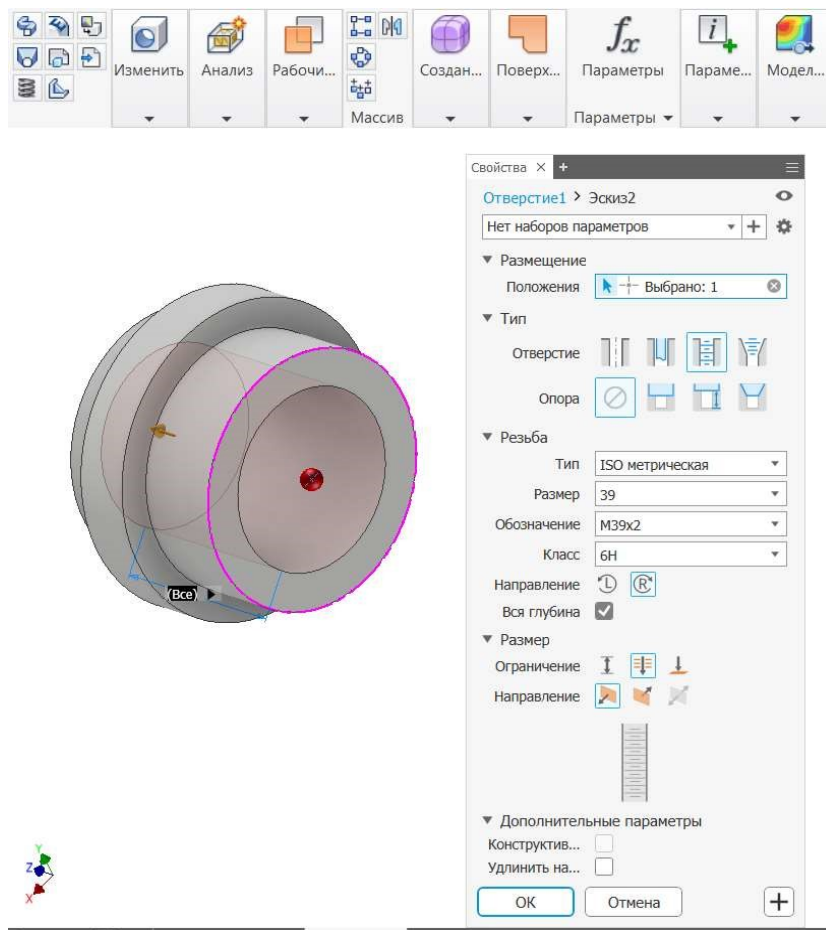 Изменить
Анализ
Рабочи...
Массив
Создан...
Поверх...
fx
Параметры
Параметры
i
Параме...
Модел...
Свойства × +
Отверстие1 > Эскиз2
Нет наборов параметров
Размещение
Положения Выбрано: 1
Тип
Отверстие
Опора
Резьба
Тип ISO метрическая
Размер 39
Обозначение M39x2
Класс 6H
Направление L R
Вся глубина
Размер
Ограничение
Направление
Дополнительные параметры
Конструктив...
Удлинить на...
ОК Отмена +
(Все)
Y
Z
X